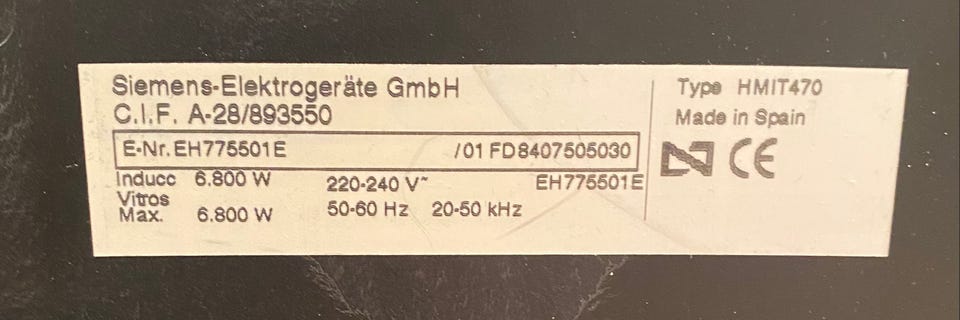 Siemens-Elektrogeräte GmbH
C.I.F. A-28/893550
E-Nr. EH775501E /01 FD8407505030
Inducc 6.800 W 220-240 V~ EH775501E
Vitros
Max. 6.800 W 50-60 Hz 20-50 kHz
Type HMIT470
Made in Spain
N CE